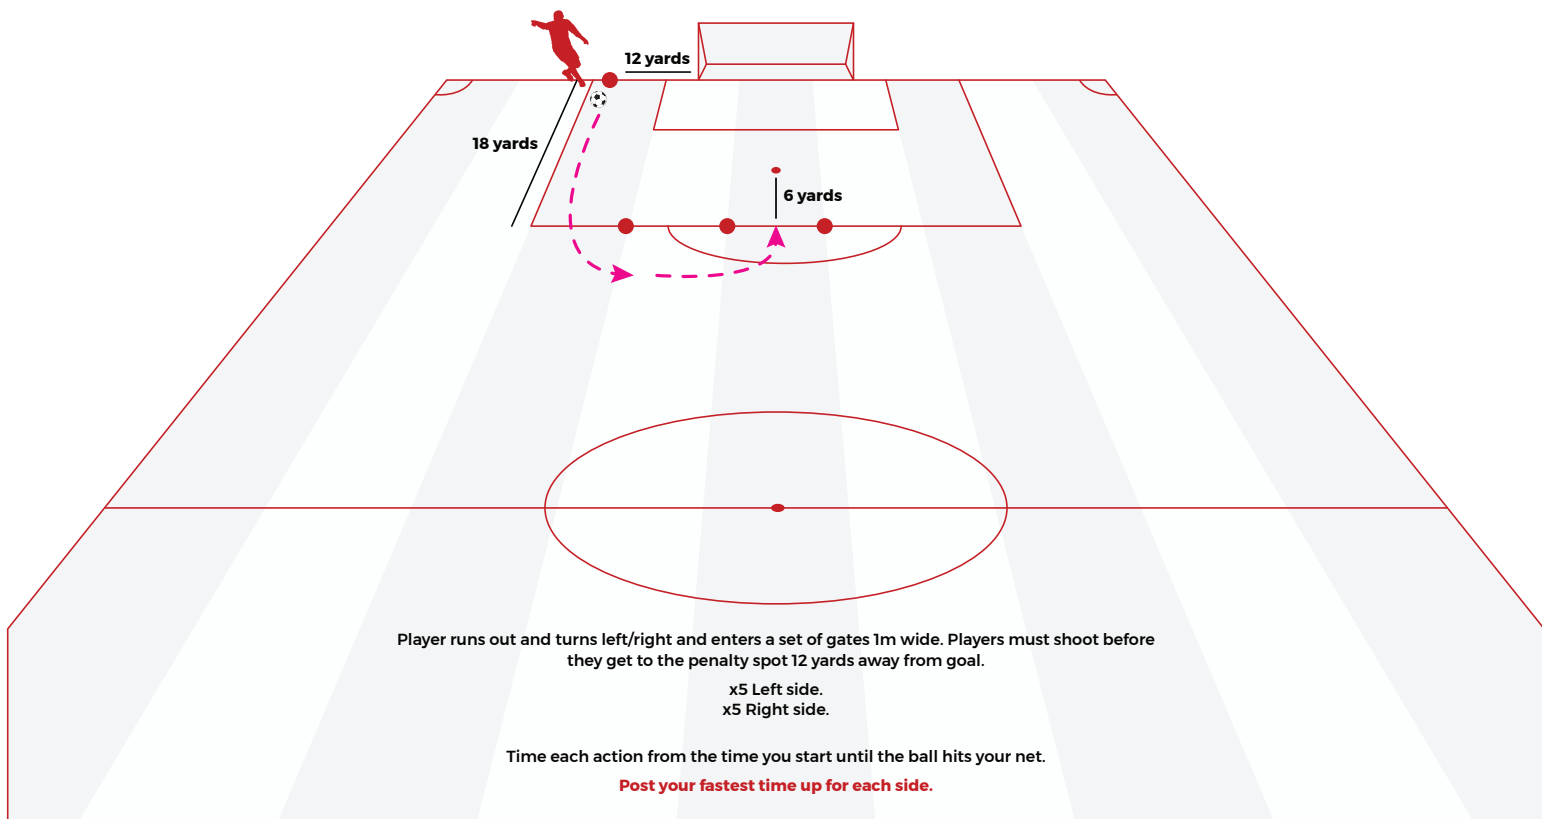 12 yards
18 yards
6 yards
Player runs out and turns left/right and enters a set of gates 1m wide. Players must shoot before
they get to the penalty spot 12 yards away from goal.
x5 Left side.
x5 Right side.
Time each action from the time you start until the ball hits your net.
Post your fastest time up for each side.